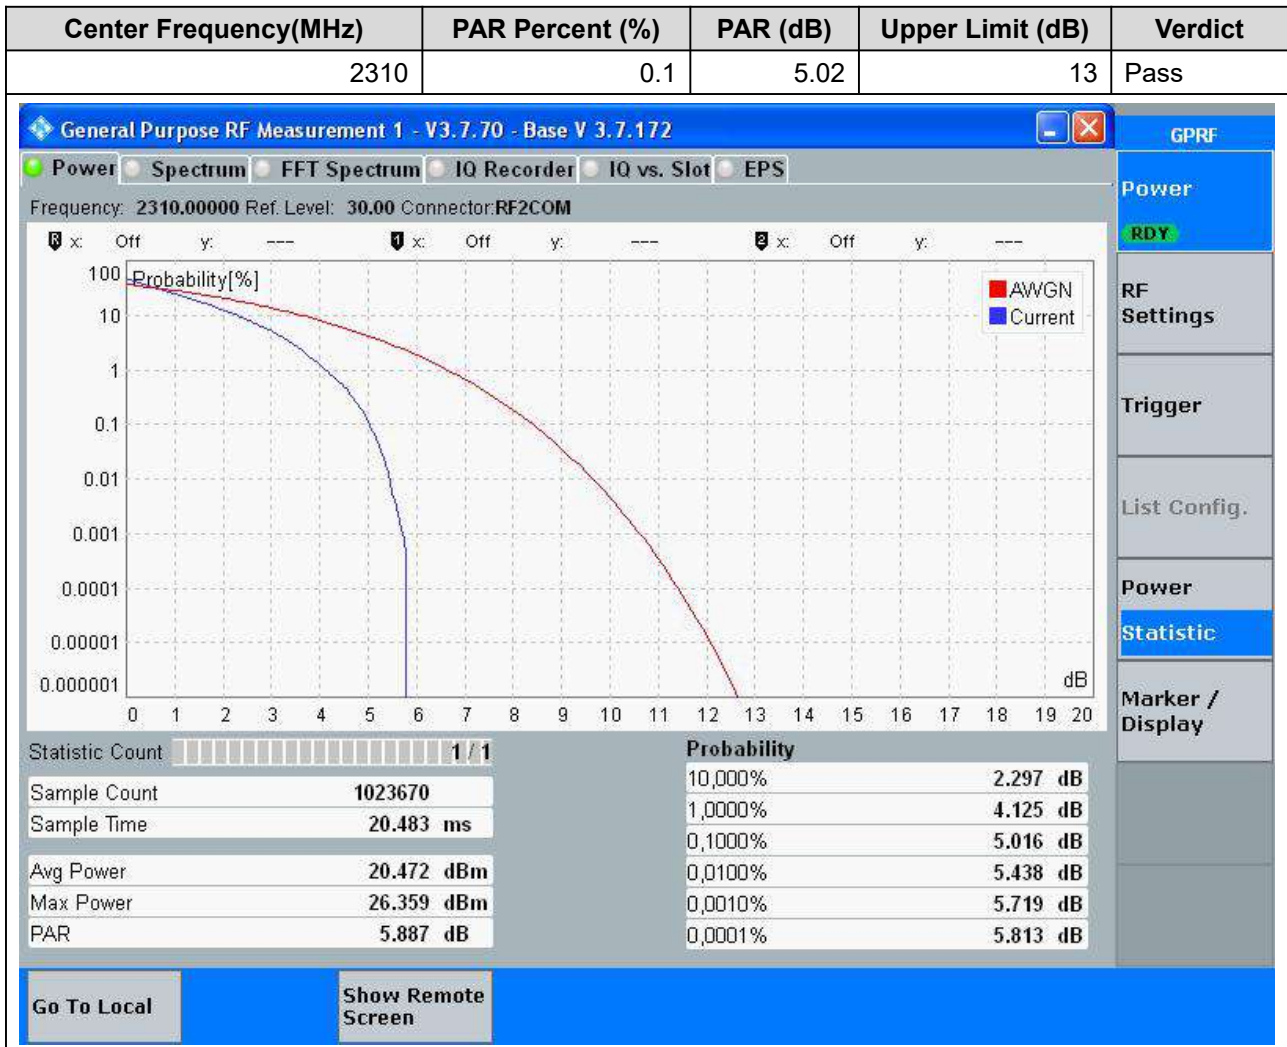 Center Frequency(MHz) PAR Percent (%) PAR (dB) Upper Limit (dB) Verdict
2310 0.1 5.02 13 Pass
General Purpose RF Measurement 1 - V3.7.70 - Base V 3.7.172
GPRF
Power Spectrum FFT Spectrum IQ Recorder IQ vs. Slot EPS
Frequency: 2310.00000 Ref. Level: 30.00 Connector:RF2COM
R x: Off y: --- 1 x: Off y: --- 2 x: Off y: ---
Probability[%]
100
10
1
0.1
0.01
0.001
0.0001
0.00001
0.000001
AWGN
Current
dB
0 1 2 3 4 5 6 7 8 9 10 11 12 13 14 15 16 17 18 19 20
Statistic Count 1 / 1
Sample Count 1023670
Sample Time 20.483 ms
Avg Power 20.472 dBm
Max Power 26.359 dBm
PAR 5.887 dB
Probability
10,000% 2.297 dB
1,0000% 4.125 dB
0,1000% 5.016 dB
0,0100% 5.438 dB
0,0010% 5.719 dB
0,0001% 5.813 dB
Power
RDY
RF
Settings
Trigger
List Config.
Power
Statistic
Marker /
Display
Go To Local
Show Remote
Screen